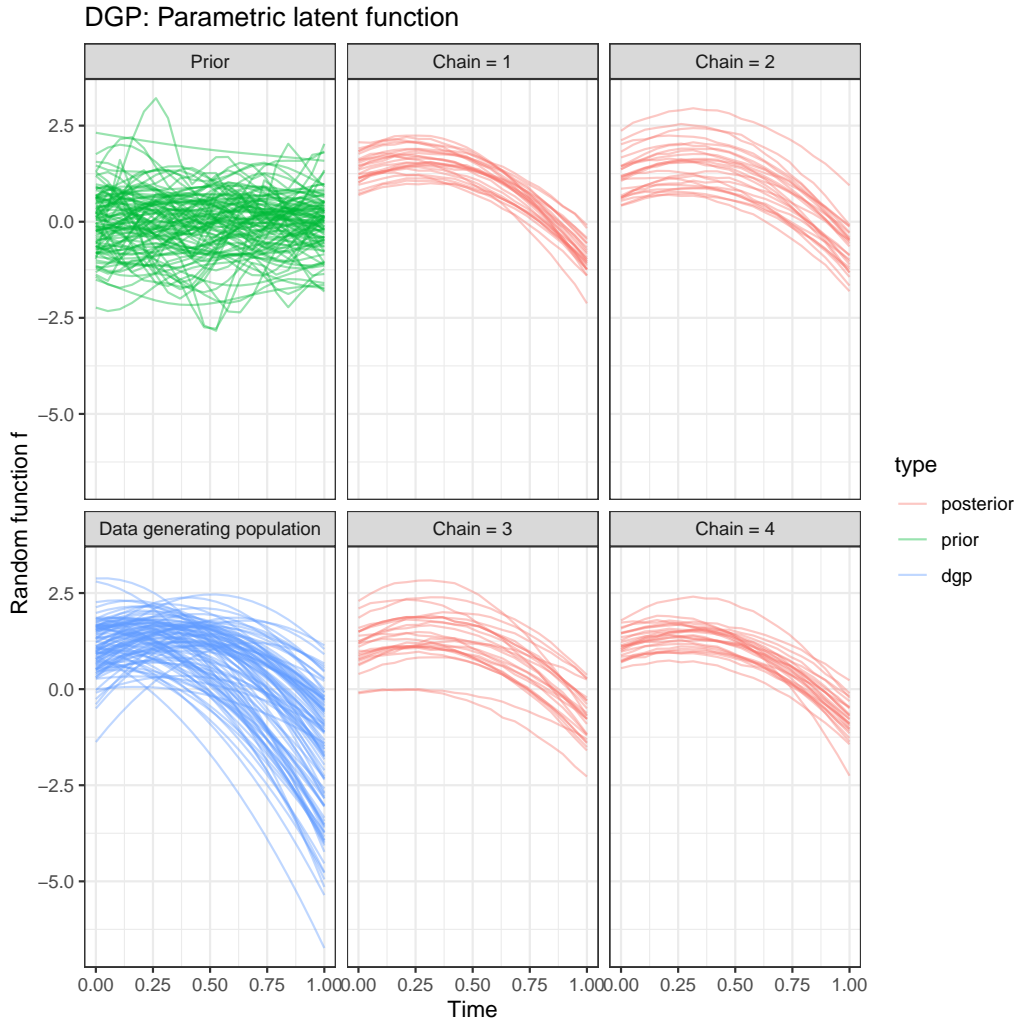 DGP: Parametric latent function
Prior
Chain = 1
Chain = 2
2.5
0.0
−2.5
−5.0
Data generating population
Chain = 3
Chain = 4
2.5
0.0
−2.5
−5.0
0.00 0.25 0.50 0.75 1.00
0.00 0.25 0.50 0.75 1.00
0.00 0.25 0.50 0.75 1.00
Time
Random function f
type
posterior
prior
dgp